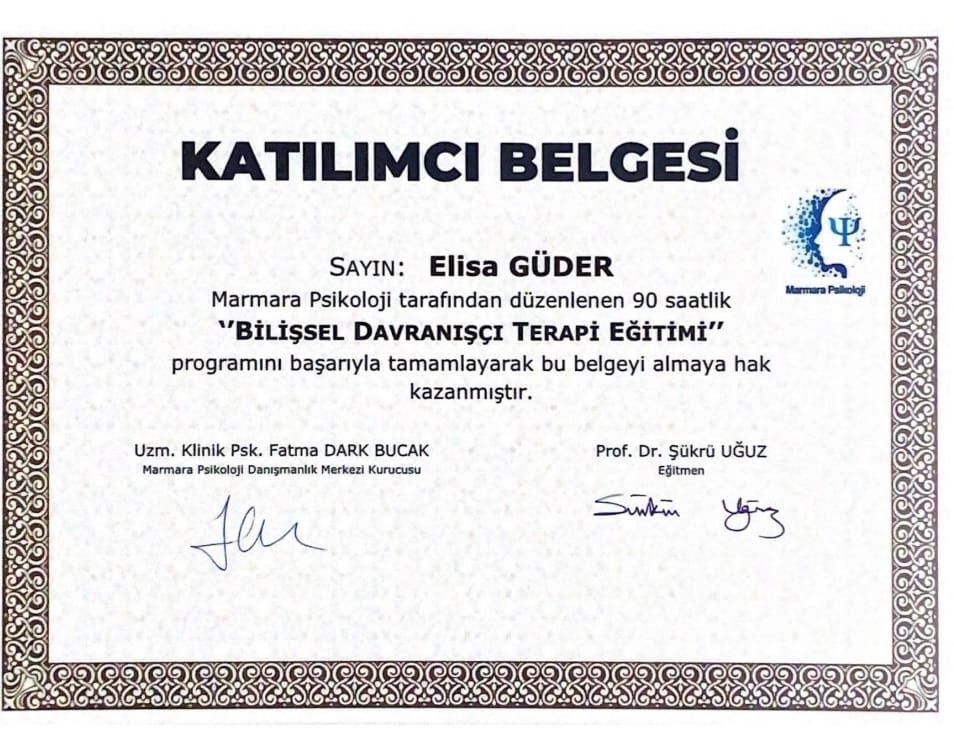 KATILIMCI BELGESİ
Marmara Psikoloji
SAYIN: Elisa GÜDER
Marmara Psikoloji tarafından düzenlenen 90 saatlik
‘‘BİLİŞSEL DAVRANIŞÇI TERAPİ EĞİTİMİ’’
programını başarıyla tamamlayarak bu belgeyi almaya hak
kazanmıştır.
Uzm. Klinik Psk. Fatma DARK BUCAK
Marmara Psikoloji Danışmanlık Merkezi Kurucusu
Prof. Dr. Şükrü UĞUZ
Eğitmen